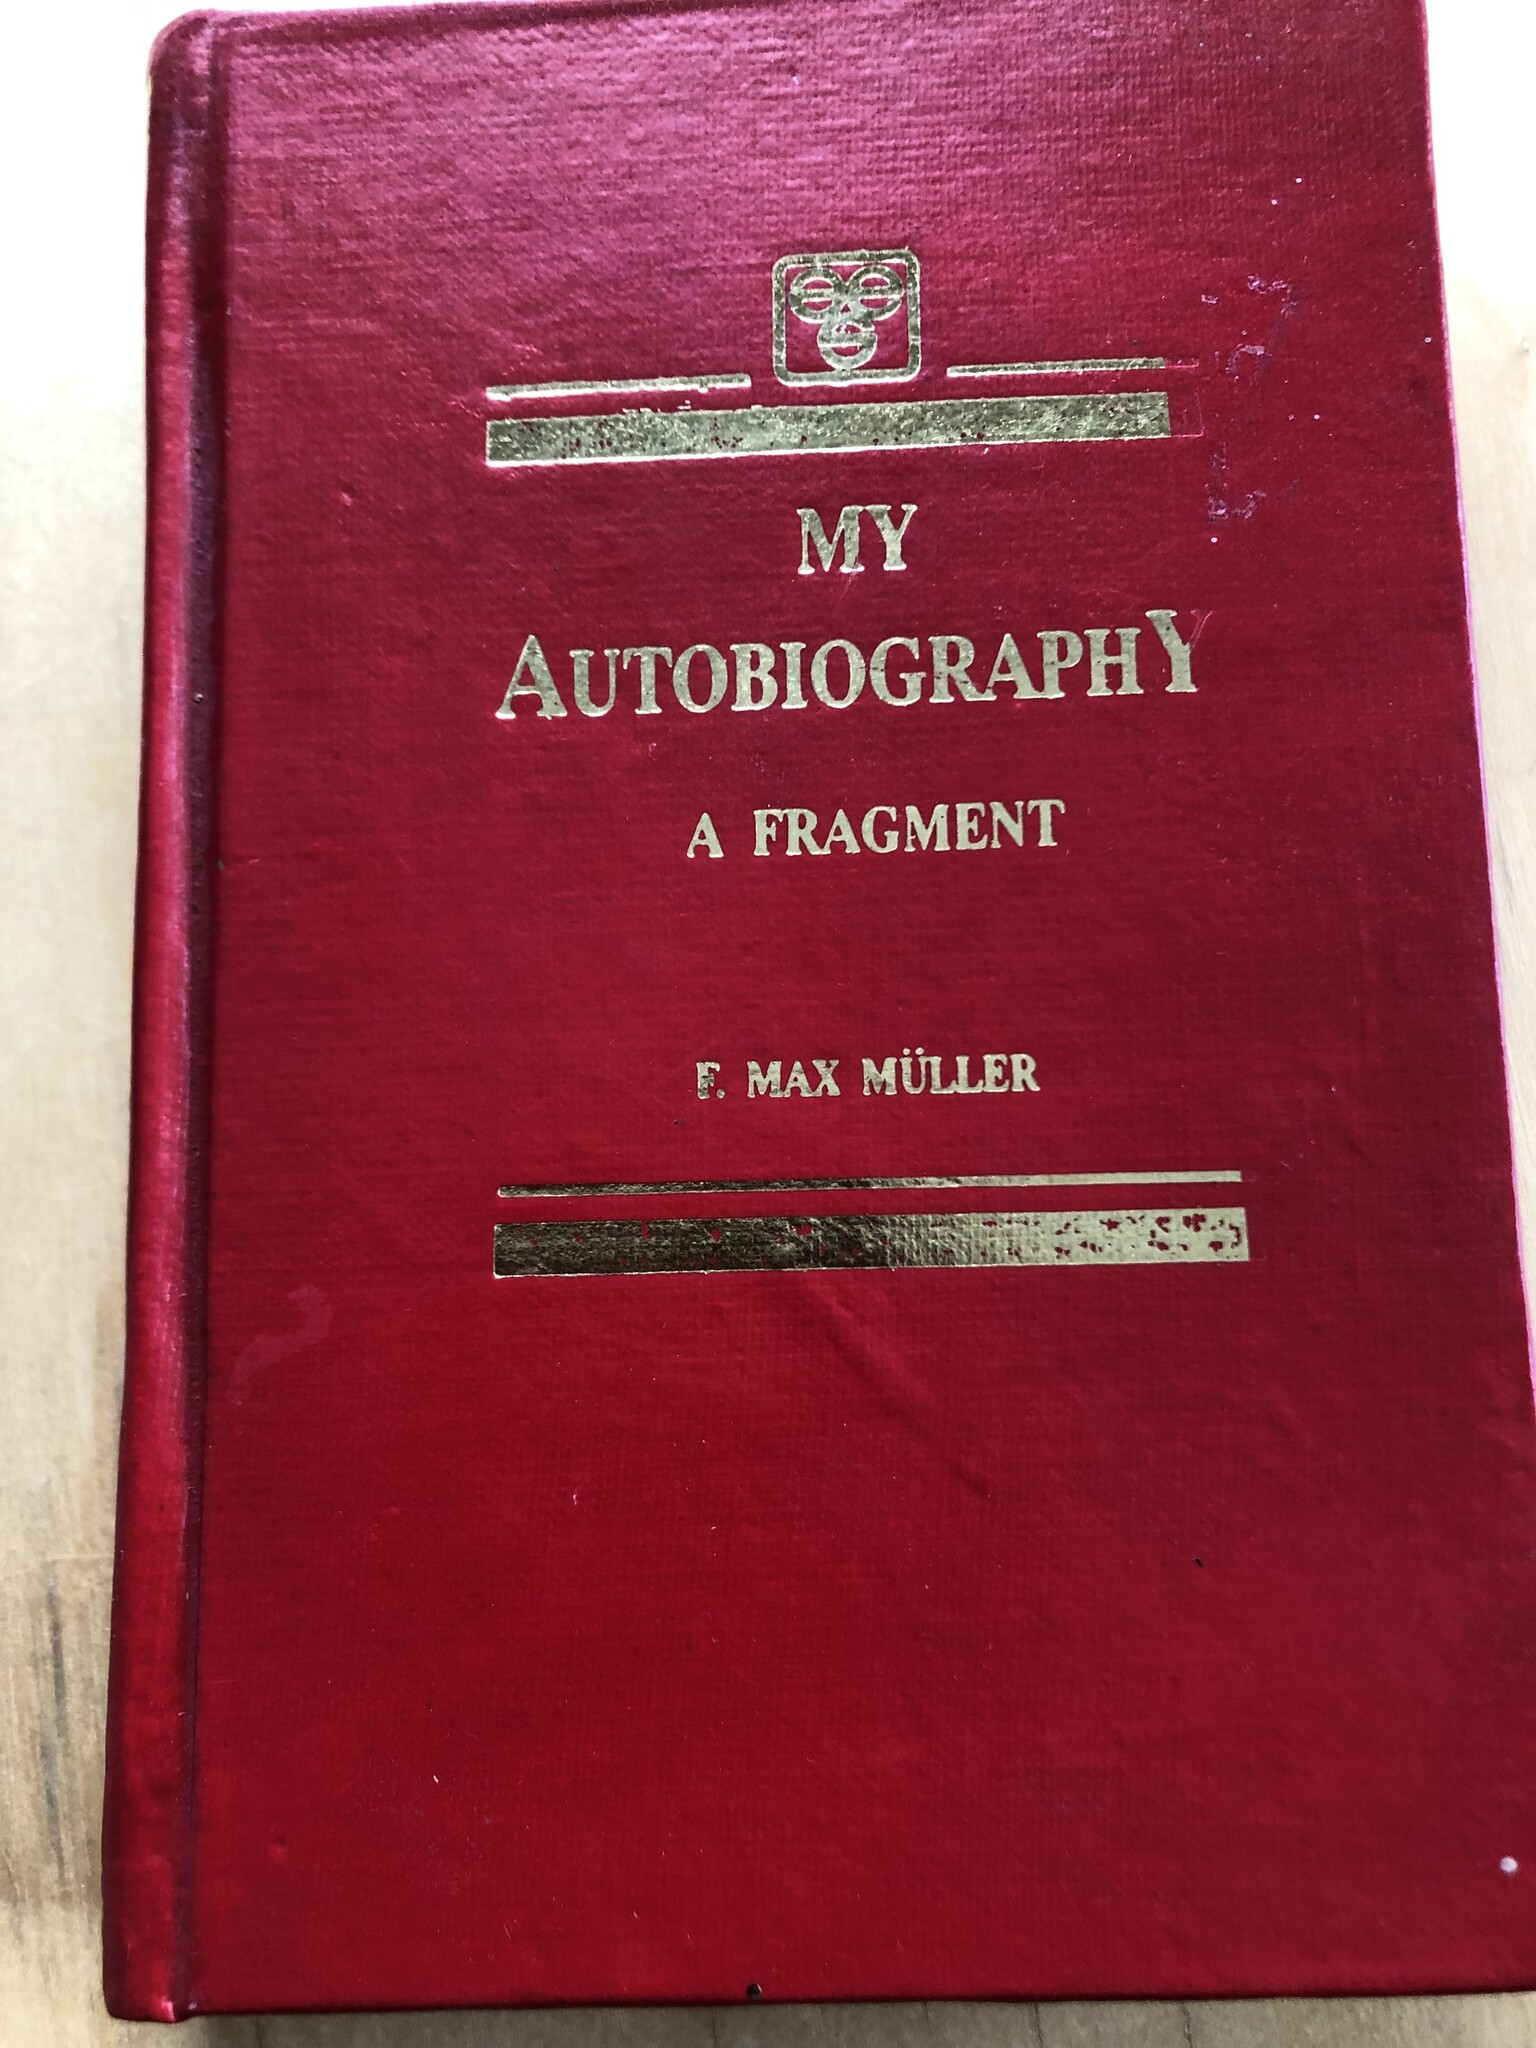 MY
AUTOBIOGRAPHY
A FRAGMENT
F. MAX MÜLLER